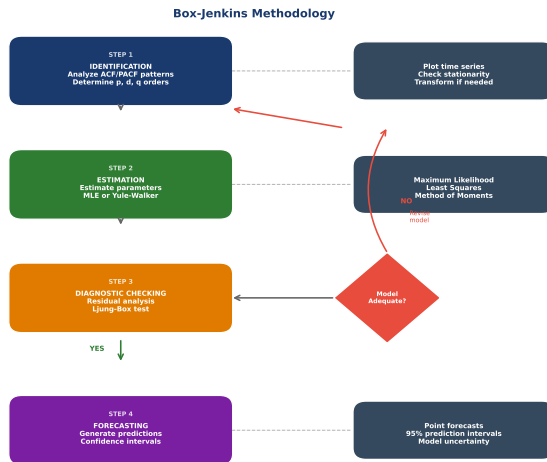 Box-Jenkins Methodology
STEP 1
IDENTIFICATION
Analyze ACF/PACF patterns
Determine p, d, q orders
Plot time series
Check stationarity
Transform if needed
STEP 2
ESTIMATION
Estimate parameters
MLE or Yule-Walker
Maximum Likelihood
Least Squares
Method of Moments
NO
Revise
model
STEP 3
DIAGNOSTIC CHECKING
Residual analysis
Ljung-Box test
Model
Adequate?
YES
STEP 4
FORECASTING
Generate predictions
Confidence intervals
Point forecasts
95% prediction intervals
Model uncertainty